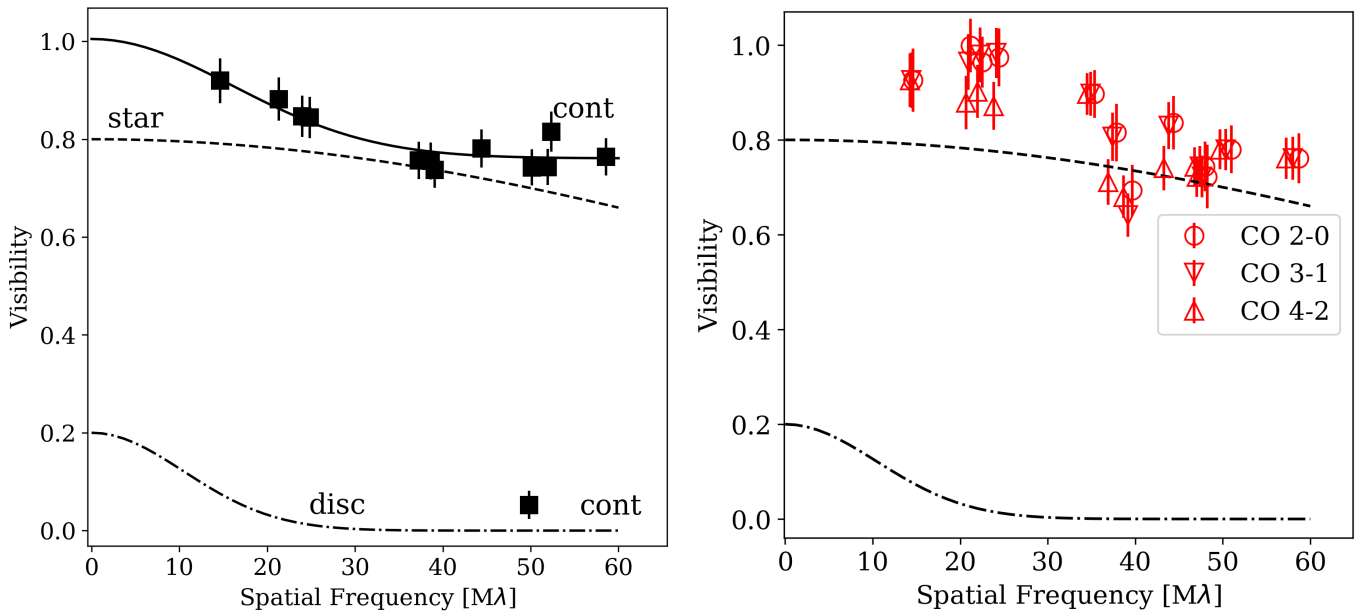 1.0
0.8
0.6
0.4
0.2
0.0
Visibility
star
cont
disc
cont
0 10 20 30 40 50 60
Spatial Frequency [Mλ]
1.0
0.8
0.6
0.4
0.2
0.0
Visibility
CO 2-0
CO 3-1
CO 4-2
0 10 20 30 40 50 60
Spatial Frequency [Mλ]